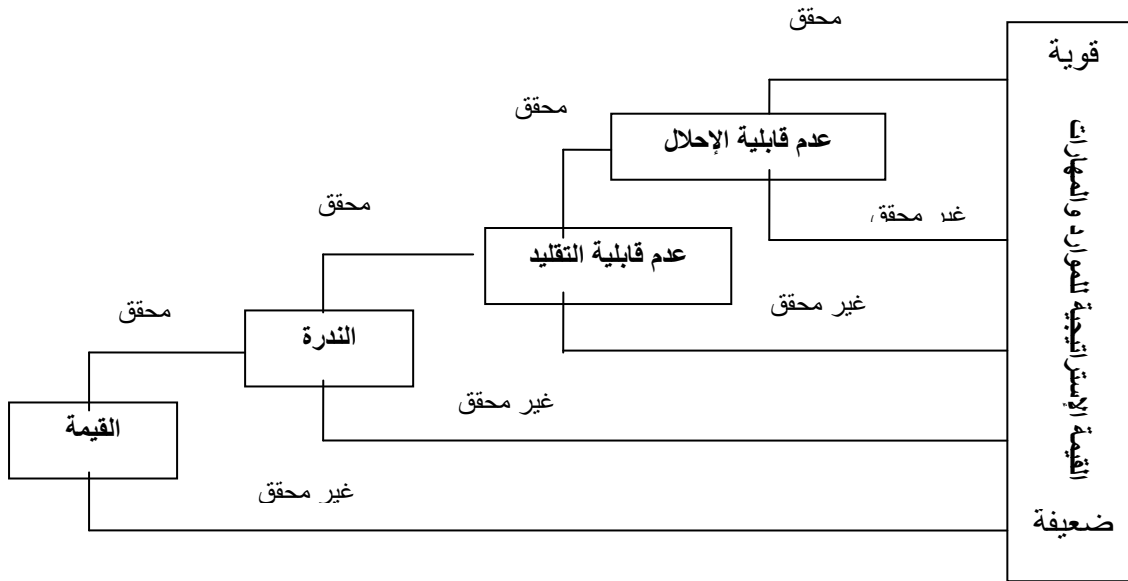 محقق
قوية
محقق
عدم قابلية الإحلال
محقق
غير محقق
عدم قابلية التقليد
محقق
غير محقق
الندرة
غير محقق
القيمة
غير محقق
القيمة الإستراتيجية للموارد والمهارات
ضعيفة